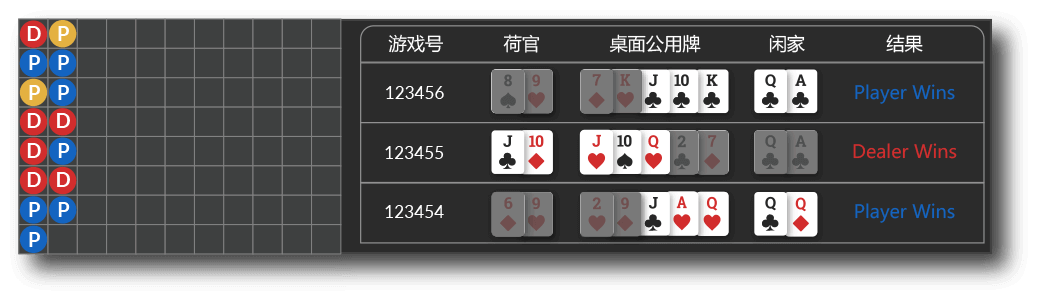 D P
P P
P P
D D
D P
D D
P P
P
游戏号 荷官 桌面公用牌 闲家 结果
123456 8 9 7 K J 10 K Q A Player Wins
123455 J 10 J 10 Q 2 7 Q A Dealer Wins
123454 6 9 2 9 J A Q Q Q Player Wins